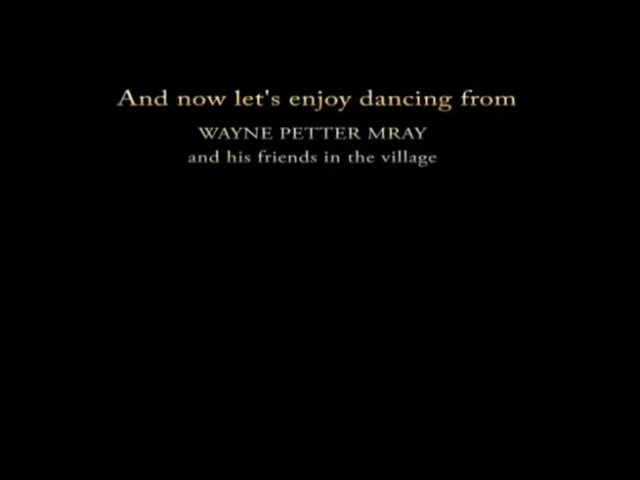 And now let's enjoy dancing from
WAYNE PETTER MRAY
and his friends in the village